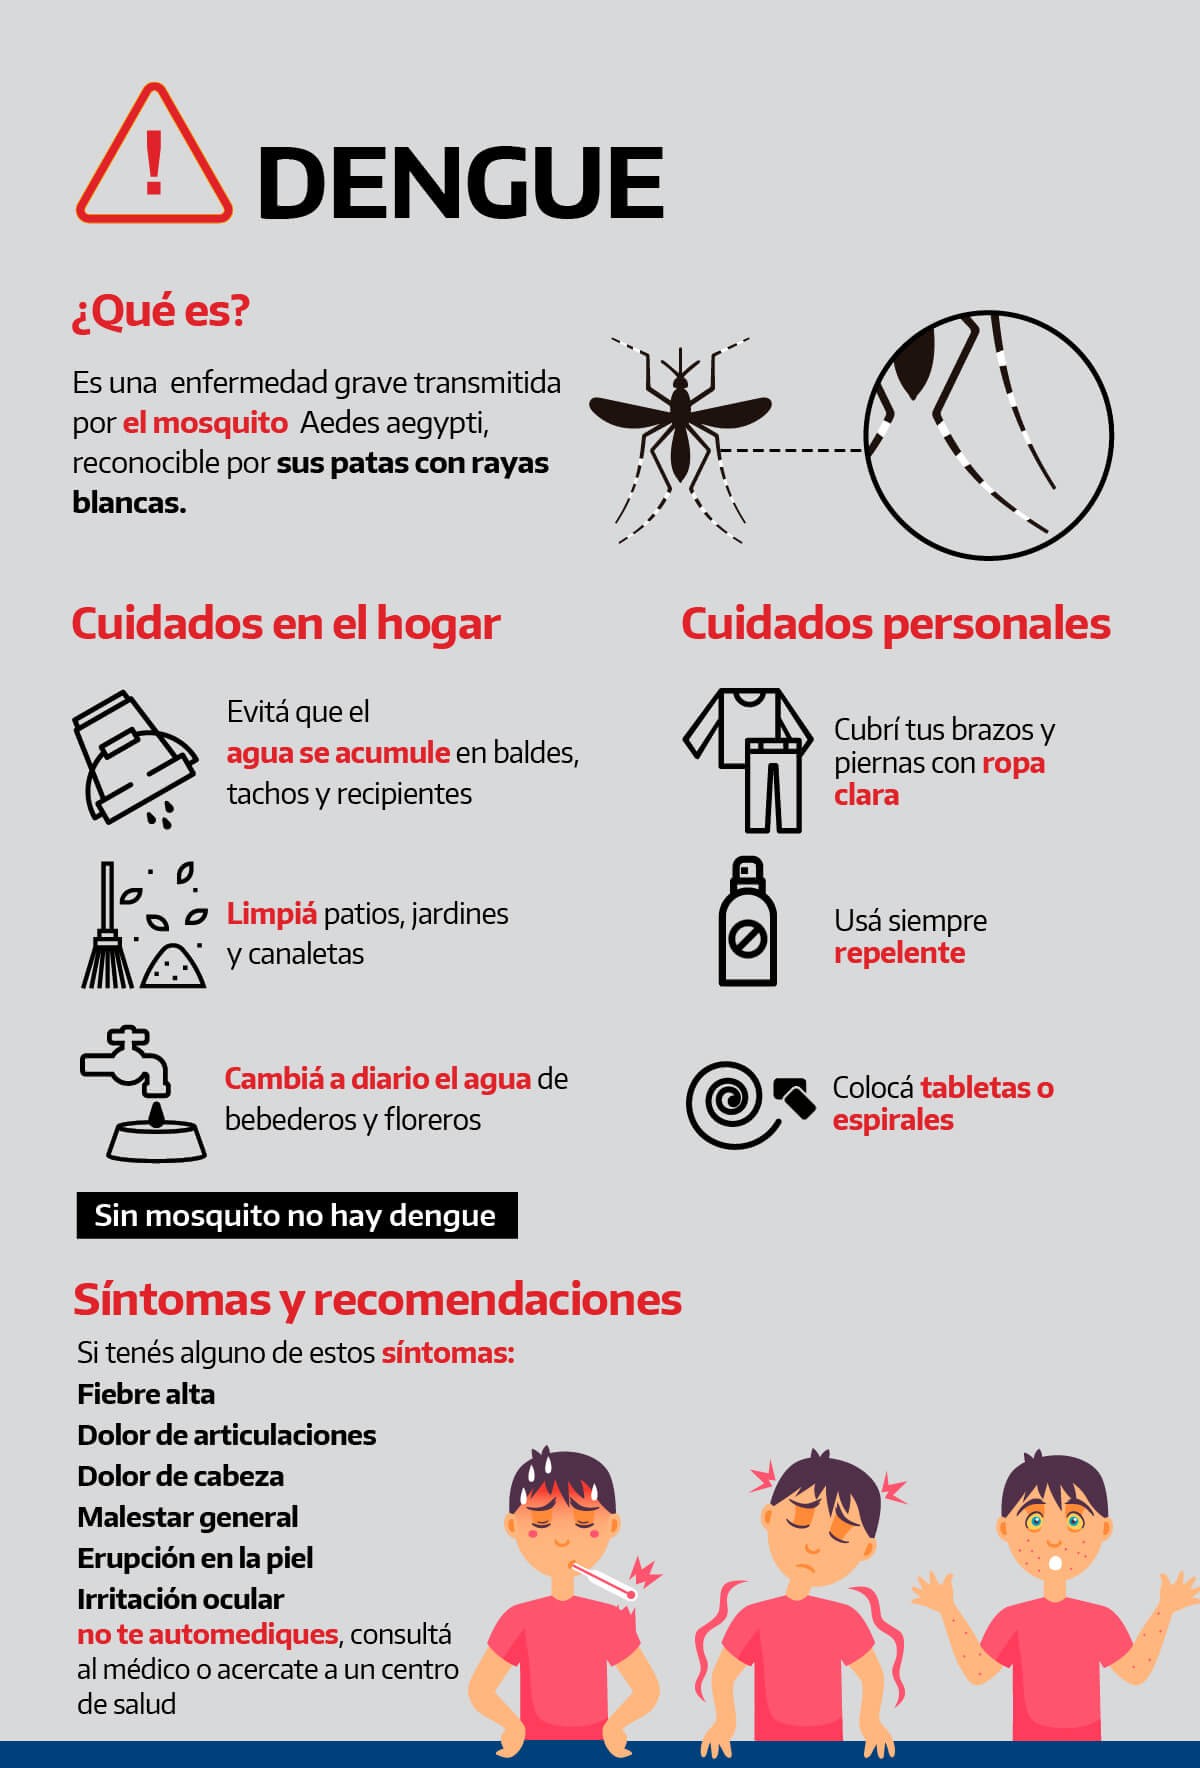 !
DENGUE
¿Qué es?
Es una enfermedad grave transmitida
por el mosquito Aedes aegypti,
reconocible por sus patas con rayas
blancas.
Cuidados en el hogar
Evitá que el
agua se acumule en baldes,
tachos y recipientes
Limpiá patios, jardines
y canaletas
Cambiá a diario el agua de
bebederos y floreros
Cuidados personales
Cubrí tus brazos y
piernas con ropa
clara
Usá siempre
repelente
Colocá tabletas o
espirales
Sin mosquito no hay dengue
Síntomas y recomendaciones
Si tenés alguno de estos síntomas:
Fiebre alta
Dolor de articulaciones
Dolor de cabeza
Malestar general
Erupción en la piel
Irritación ocular
no te automediques, consultá
al médico o acercate a un centro
de salud